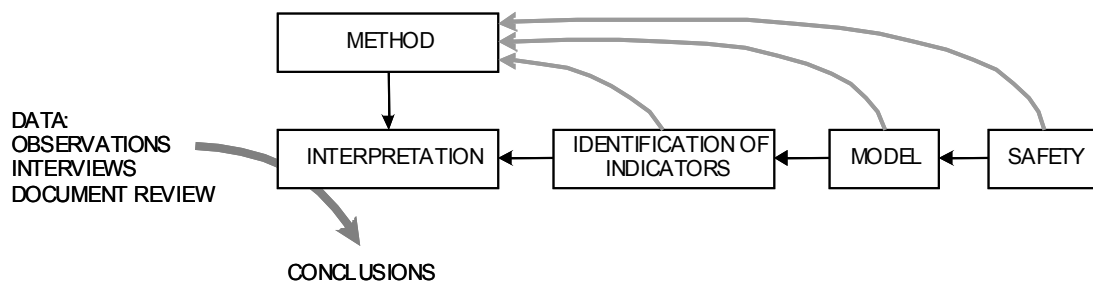 METHOD
DATA:
OBSERVATIONS
INTERVIEWS
DOCUMENT REVIEW
INTERPRETATION
IDENTIFICATION OF
INDICATORS
MODEL
SAFETY
CONCLUSIONS